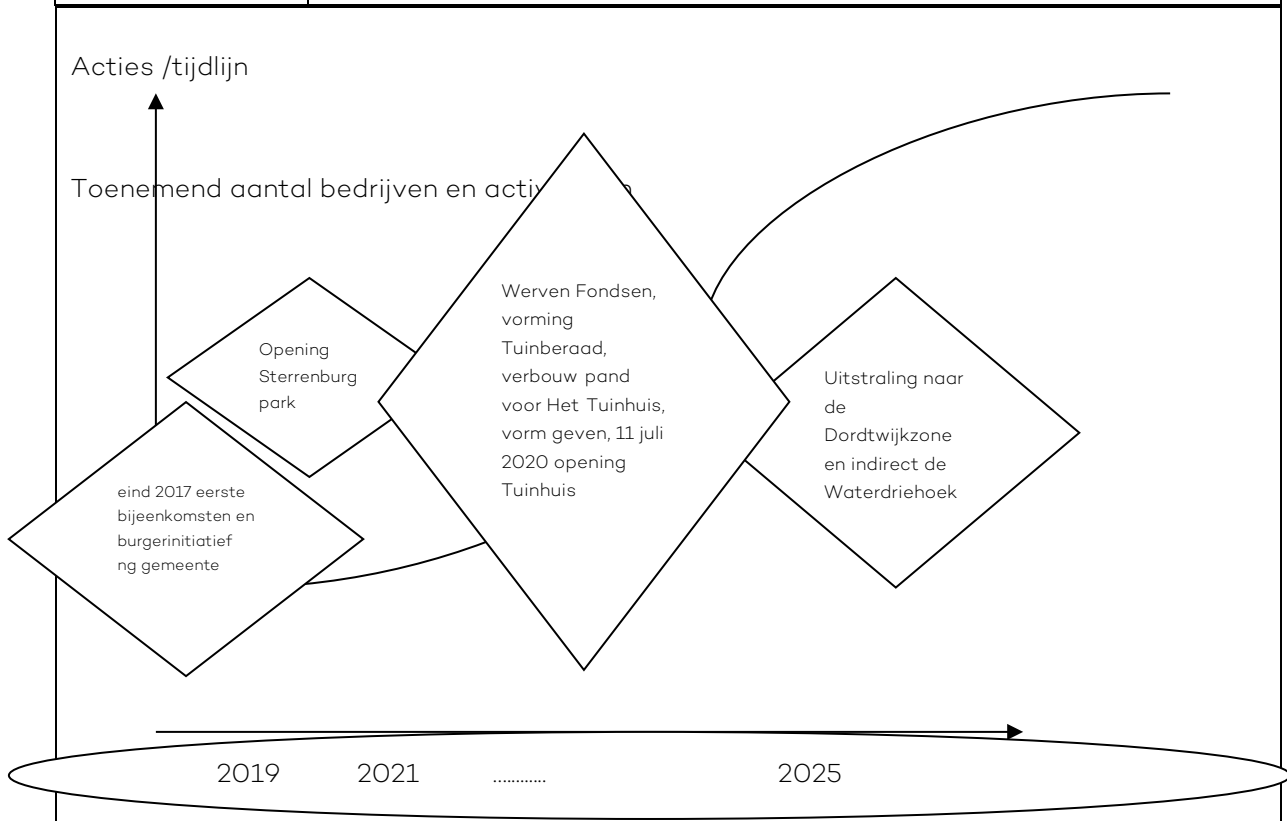 Acties /tijdlijn
Toenemend aantal bedrijven en
Opening
Sterrenburg
park
Werven Fondsen,
vorming
Tuinberaad,
verbouw pand
voor Het Tuinhuis,
vorm geven, 11 juli
2020 opening
Tuinhuis
Uitstraling naar
de
Dordtwijkzone
en indirect de
Waterdriehoek
eind 2017 eerste
bijeenkomsten en
burgerinitiatief
ng gemeente
2019 2021 ............ 2025